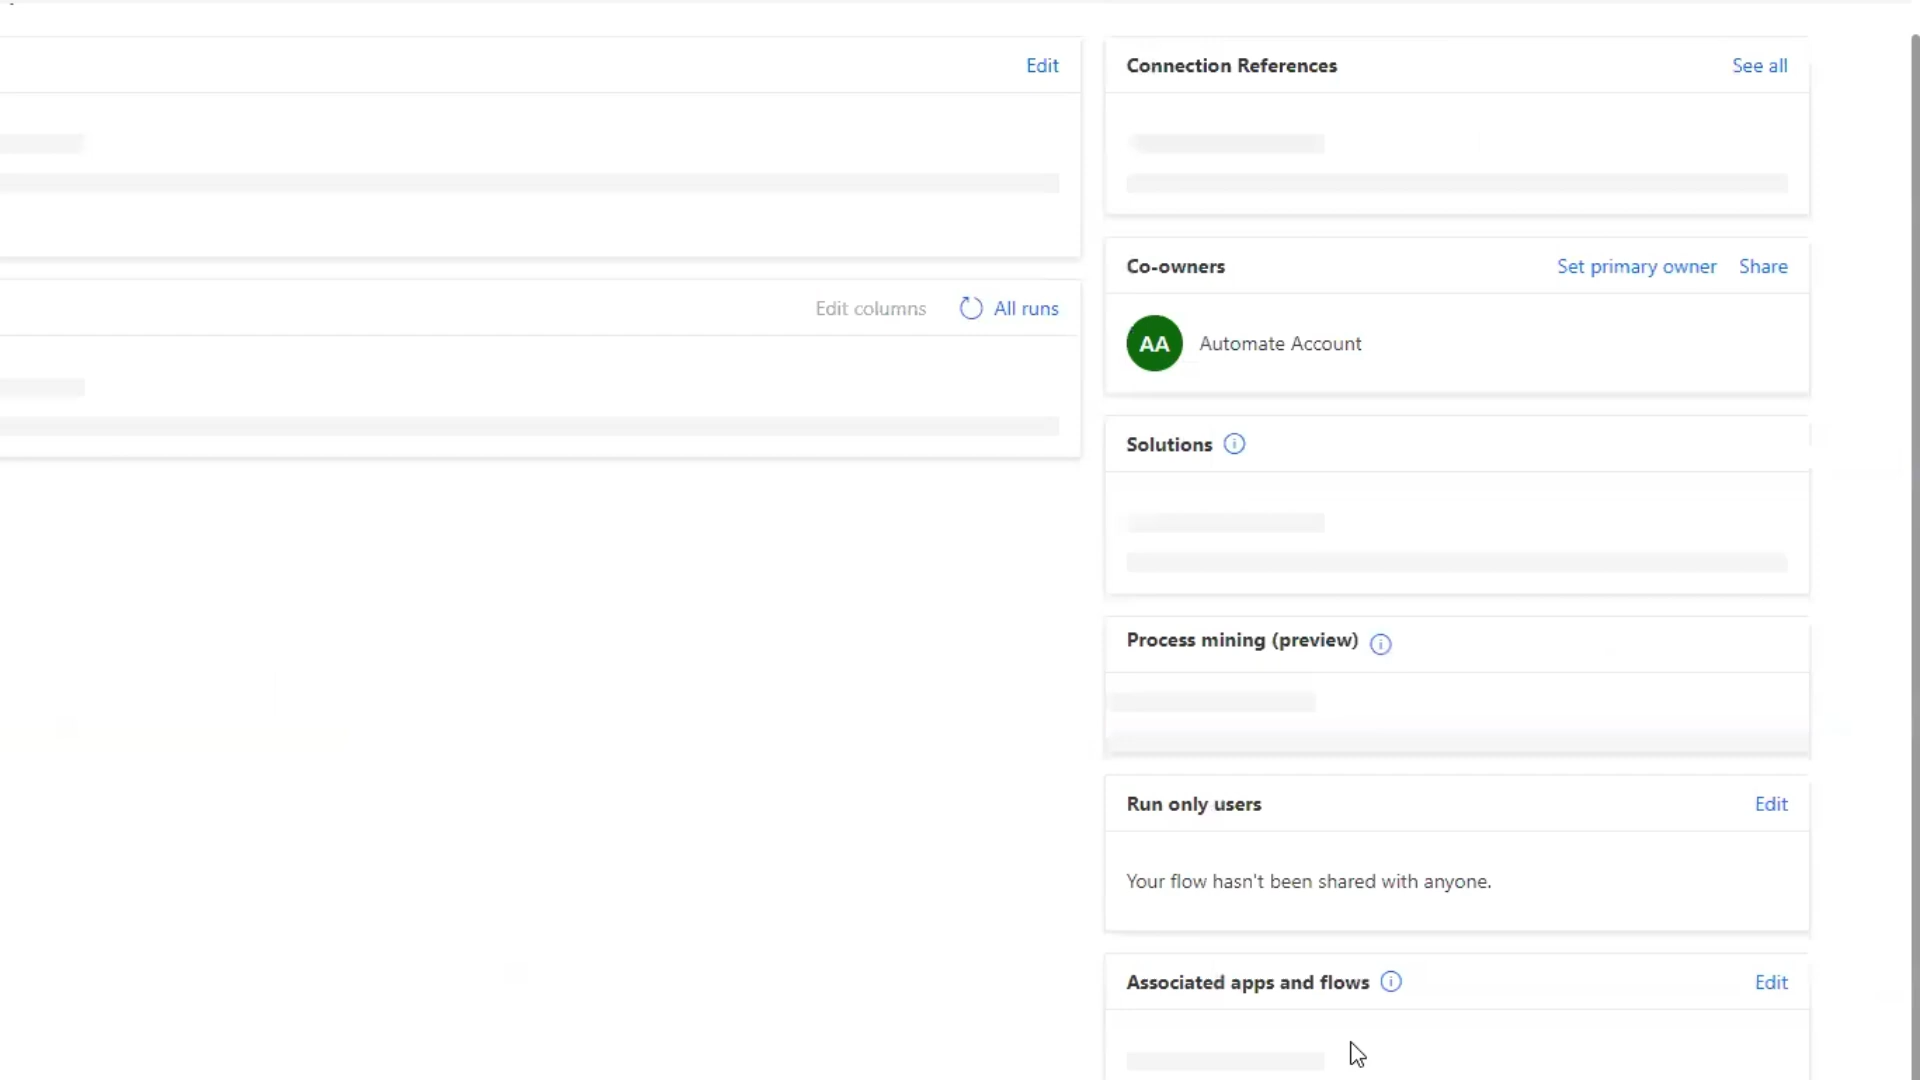 Edit
Edit columns All runs
Connection References See all
Co-owners Set primary owner Share
AA Automate Account
Solutions
Process mining (preview)
Run only users Edit
Your flow hasn't been shared with anyone.
Associated apps and flows Edit